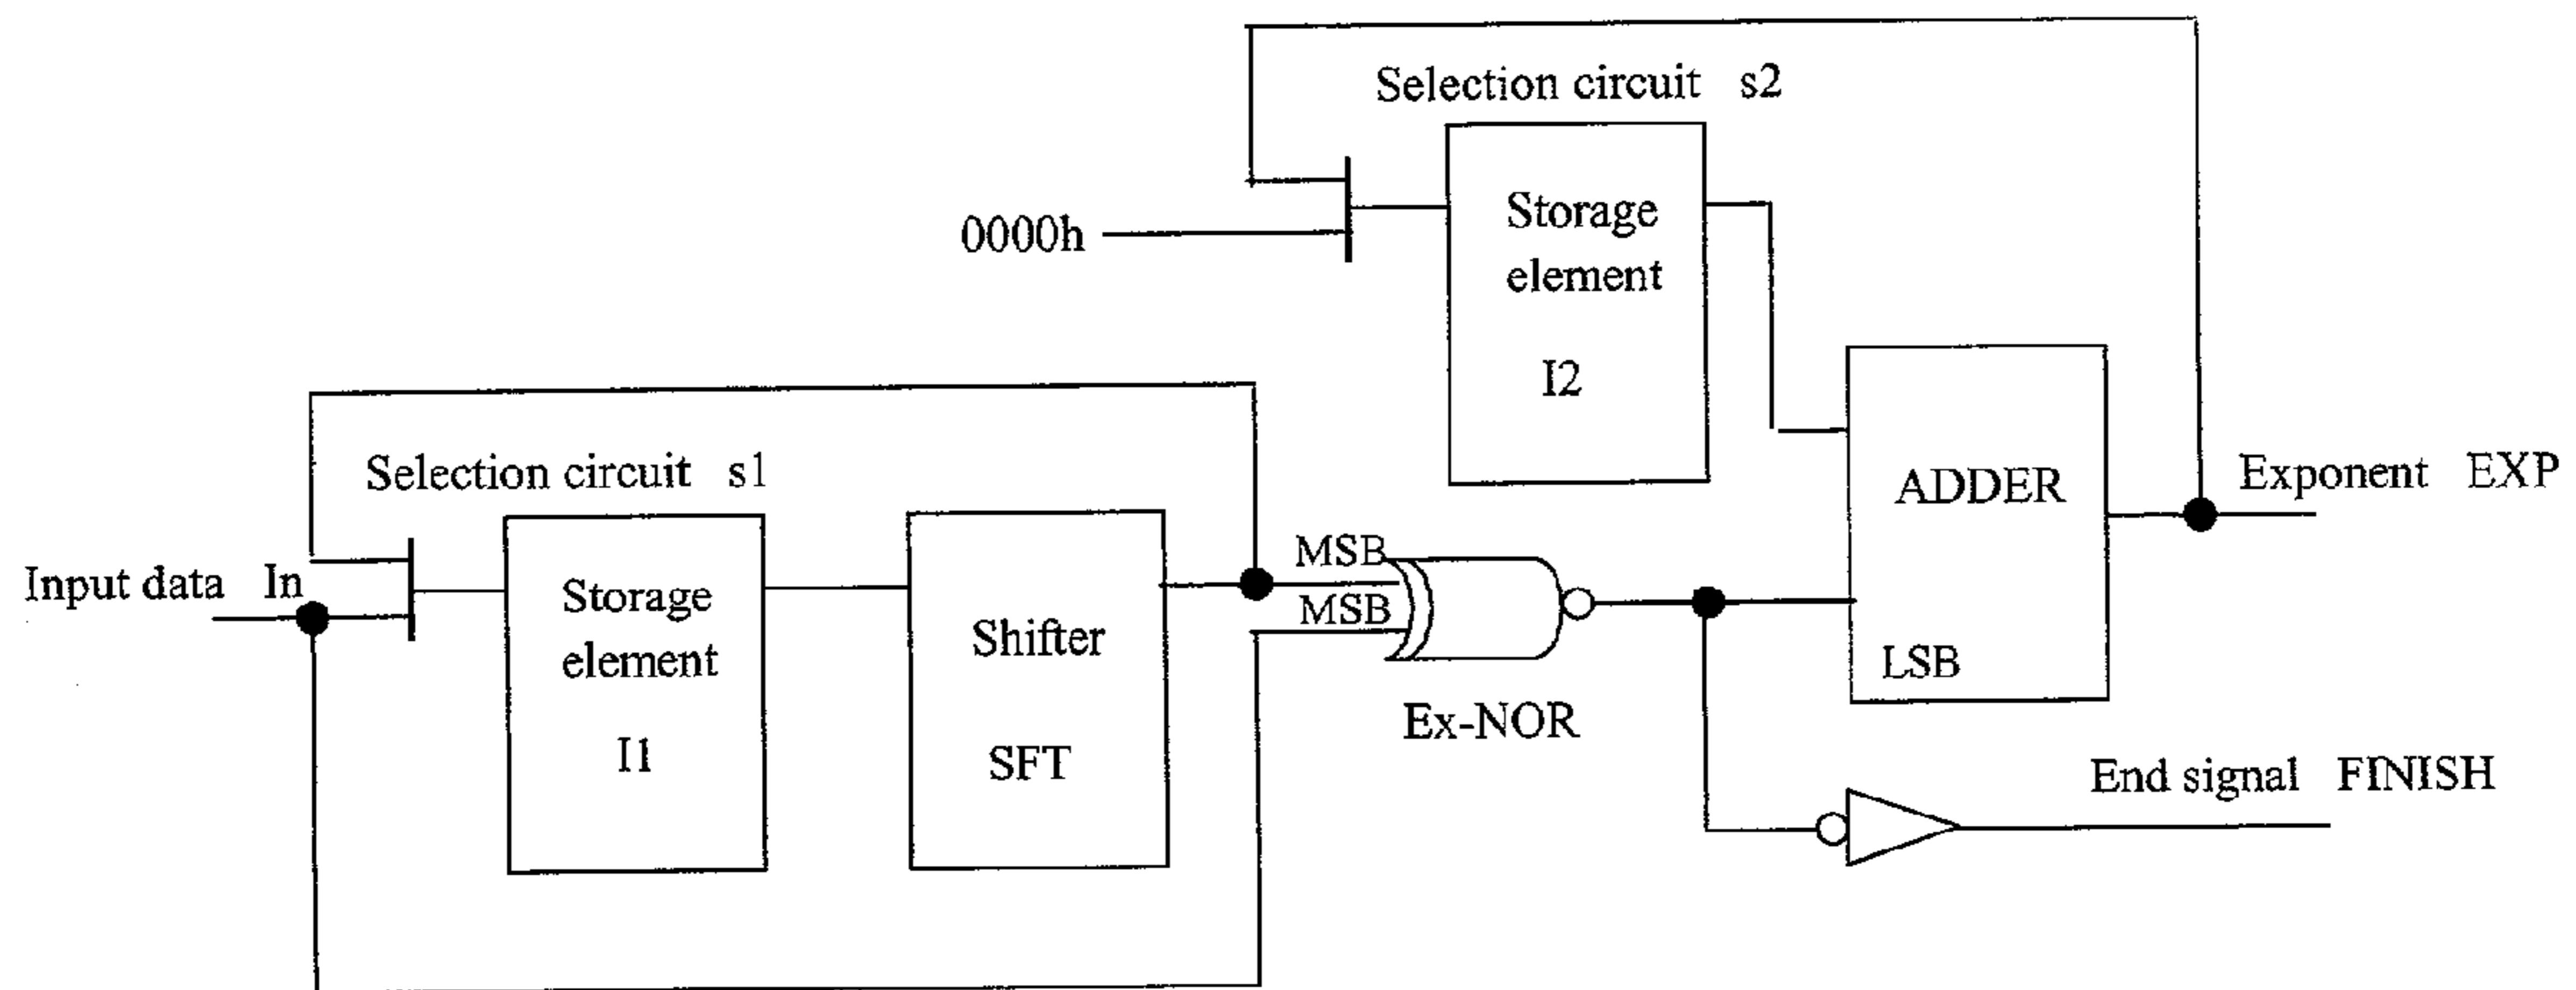 Selection circuit s2
0000h
Storage
element
I2
Selection circuit s1
Input data In
Storage
element
I1
Shifter
SFT
MSB
MSB
Ex-NOR
ADDER
LSB
Exponent EXP
End signal FINISH